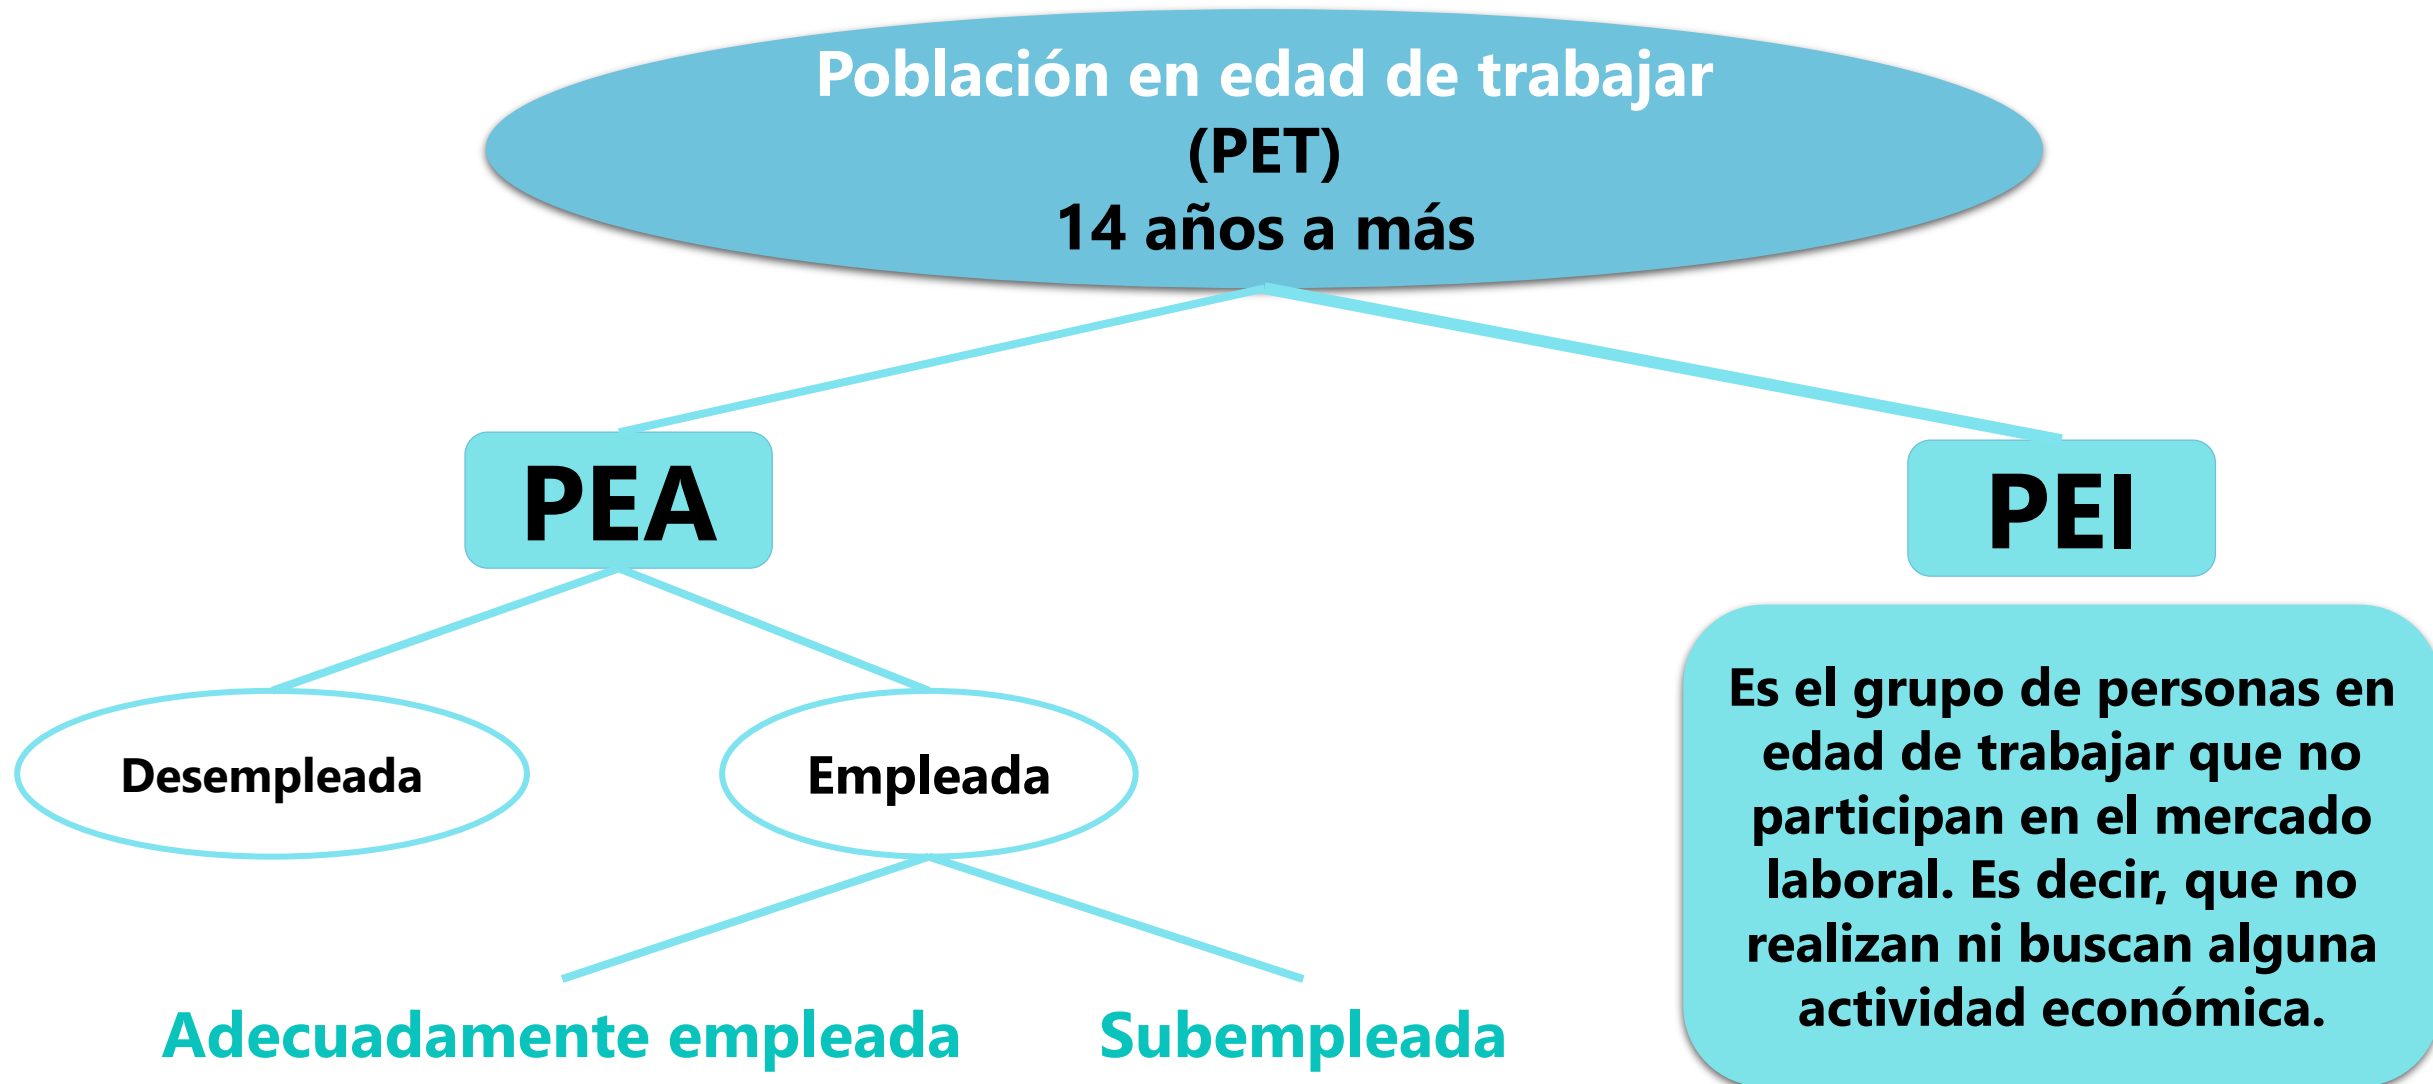 Población en edad de trabajar
(PET)
14 años a más
PEA
PEI
Desempleada
Empleada
Adecuadamente empleada
Subempleada
Es el grupo de personas en
edad de trabajar que no
participan en el mercado
laboral. Es decir, que no
realizan ni buscan alguna
actividad económica.